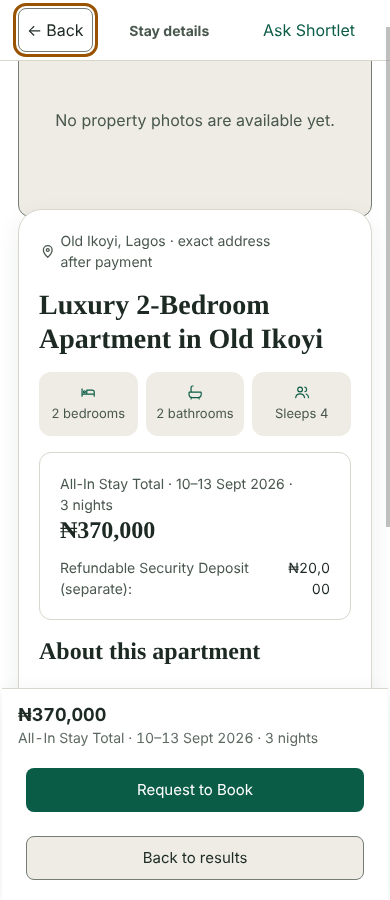 ← Back
Stay details
Ask Shortlet
No property photos are available yet.
Old Ikoyi, Lagos · exact address
after payment
Luxury 2-Bedroom
Apartment in Old Ikoyi
2 bedrooms
2 bathrooms
Sleeps 4
All-In Stay Total · 10–13 Sept 2026 ·
3 nights
₦370,000
Refundable Security Deposit
(separate):
₦20,0
00
About this apartment
₦370,000
All-In Stay Total · 10–13 Sept 2026 · 3 nights
Request to Book
Back to results